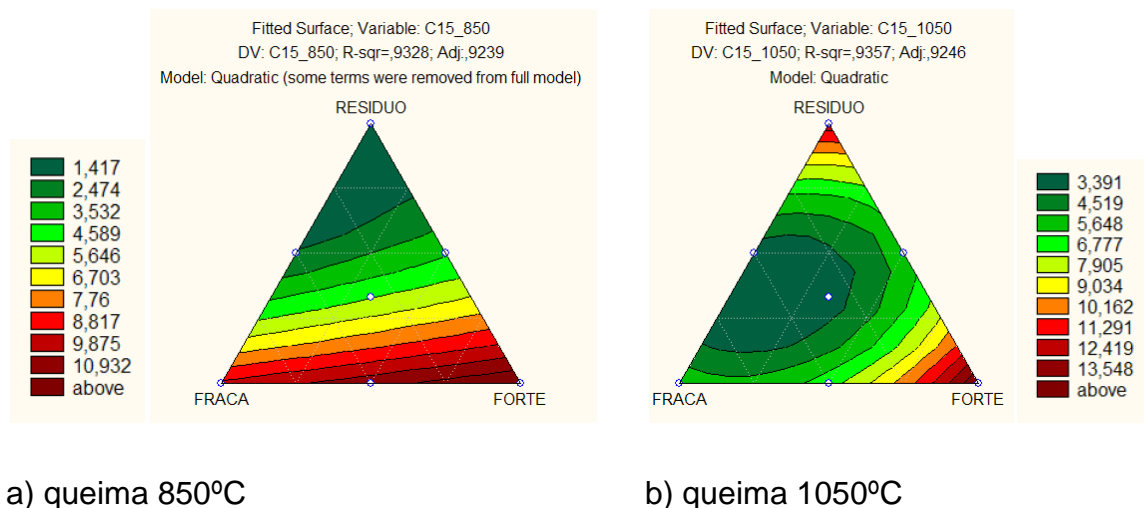 Fitted Surface; Variable: C15_850
DV: C15_850; R-sqr=,9328; Adj:,9239
Model: Quadratic (some terms were removed from full model)
RESIDUO
1,417
2,474
3,532
4,589
5,646
6,703
7,76
8,817
9,875
10,932
above
FRACA
FORTE
Fitted Surface; Variable: C15_1050
DV: C15_1050; R-sqr=,9357; Adj:,9246
Model: Quadratic
RESIDUO
3,391
4,519
5,648
6,777
7,905
9,034
10,162
11,291
12,419
13,548
above
FRACA
FORTE
a) queima 850ºC
b) queima 1050ºC